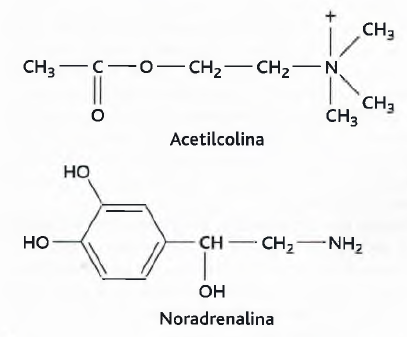 +
CH3
CH3 — C — O — CH2 — CH2 — N
CH3
CH3
O
Acetilcolina
HO
HO
CH — CH2 — NH2
OH
Noradrenalina